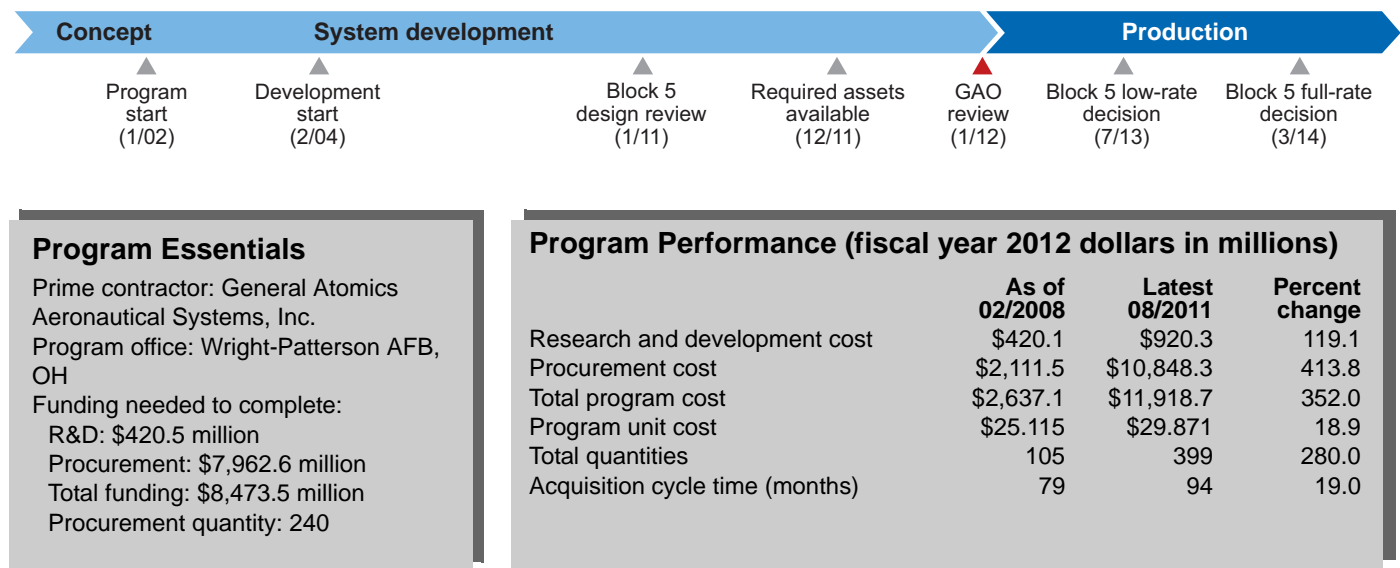 Concept System development Production
Program start (1/02)
Development start (2/04)
Block 5 design review (1/11)
Required assets available (12/11)
GAO review (1/12)
Block 5 low-rate decision (7/13)
Block 5 full-rate decision (3/14)
Program Essentials
Prime contractor: General Atomics
Aeronautical Systems, Inc.
Program office: Wright-Patterson AFB,
OH
Funding needed to complete:
R&D: $420.5 million
Procurement: $7,962.6 million
Total funding: $8,473.5 million
Procurement quantity: 240
Program Performance (fiscal year 2012 dollars in millions)
As of Latest Percent
02/2008 08/2011 change
Research and development cost $420.1 $920.3 119.1
Procurement cost $2,111.5 $10,848.3 413.8
Total program cost $2,637.1 $11,918.7 352.0
Program unit cost $25.115 $29.871 18.9
Total quantities 105 399 280.0
Acquisition cycle time (months) 79 94 19.0